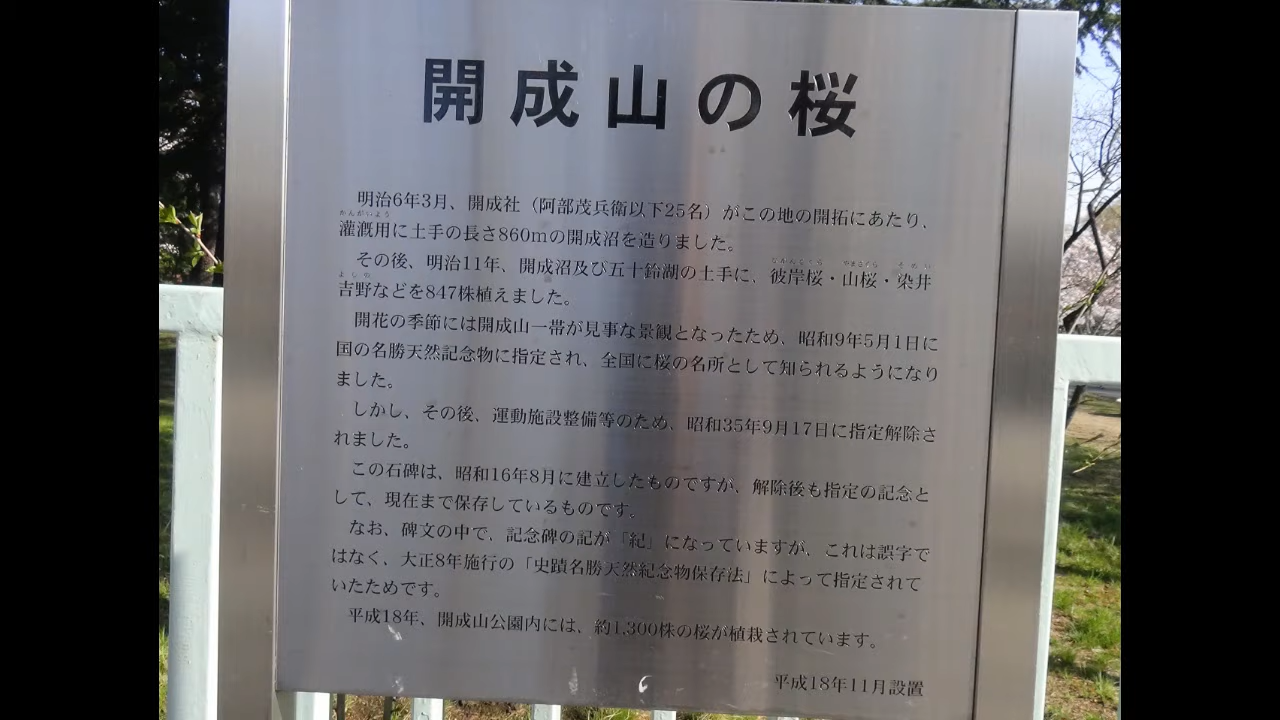 開成山の桜
明治6年3月、開成社（阿部茂兵衛以下25名）がこの地の開拓にあたり、
かんがいよう
灌漑用に土手の長さ860mの開成沼を造りました。
その後、明治11年、開成沼及び五十鈴湖の土手に、彼岸桜・山桜・染井
吉野などを847株植えました。
開花の季節には開成山一帯が見事な景観となったため、昭和9年5月1日に
国の名勝天然記念物に指定され、全国に桜の名所として知られるようになり
ました。
しかし、その後、運動施設整備等のため、昭和35年9月17日に指定解除さ
れました。
この石碑は、昭和16年8月に建立したものですが、解除後も指定の記念と
して、現在まで保存しているものです。
なお、碑文の中で、記念碑の記が「紀」になっていますが、これは誤字で
はなく、大正8年施行の「史蹟名勝天然紀念物保存法」によって指定されて
いたためです。
平成18年、開成山公園内には、約1,300株の桜が植栽されています。
平成18年11月設置